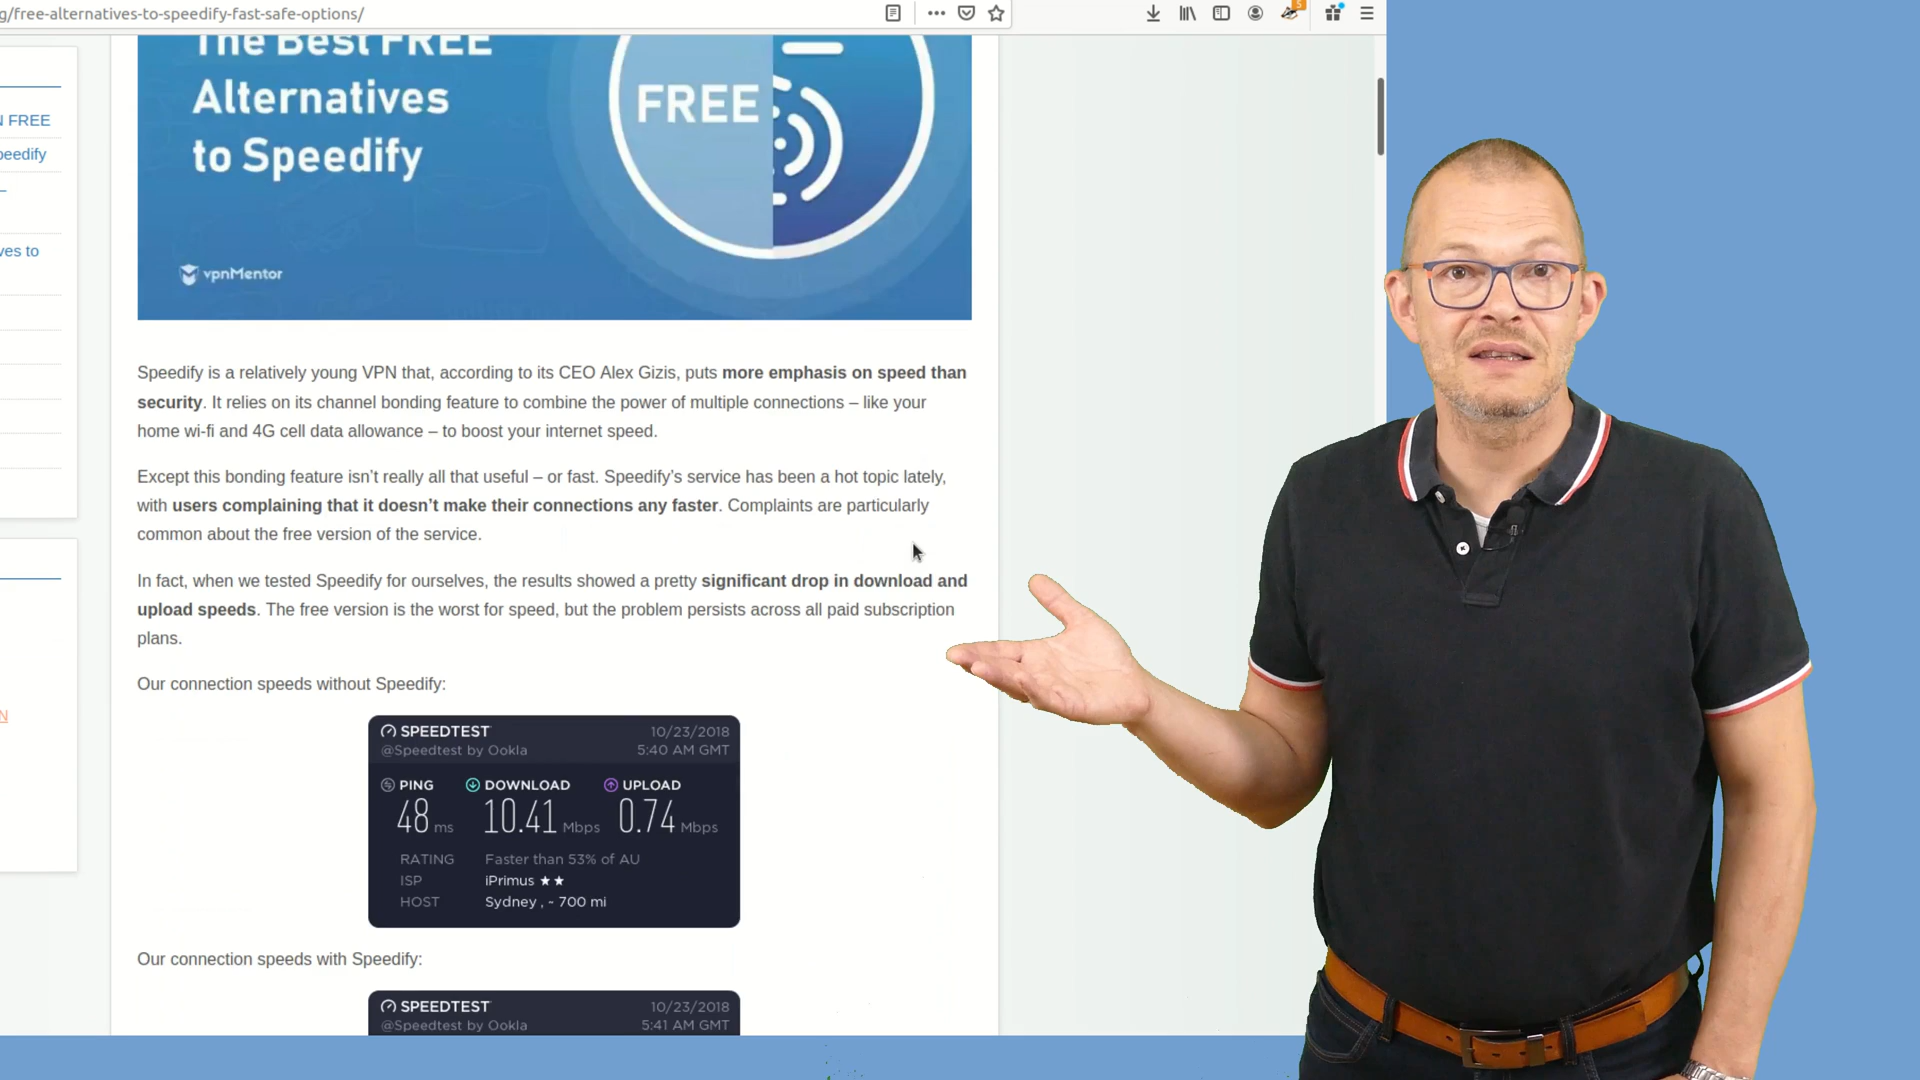 g/free-alternatives-to-speedify-fast-safe-options/
5
The Best FREE
Alternatives
to Speedify
FREE
vpnMentor
N FREE
peedify
–
ves to
N
Speedify is a relatively young VPN that, according to its CEO Alex Gizis, puts more emphasis on speed than
security. It relies on its channel bonding feature to combine the power of multiple connections – like your
home wi-fi and 4G cell data allowance – to boost your internet speed.
Except this bonding feature isn’t really all that useful – or fast. Speedify’s service has been a hot topic lately,
with users complaining that it doesn’t make their connections any faster. Complaints are particularly
common about the free version of the service.
In fact, when we tested Speedify for ourselves, the results showed a pretty significant drop in download and
upload speeds. The free version is the worst for speed, but the problem persists across all paid subscription
plans.
Our connection speeds without Speedify:
SPEEDTEST 10/23/2018
@Speedtest by Ookla 5:40 AM GMT
PING DOWNLOAD UPLOAD
48 ms 10.41 Mbps 0.74 Mbps
RATING Faster than 53% of AU
ISP iPrimus ★★
HOST Sydney , ~ 700 mi
Our connection speeds with Speedify:
SPEEDTEST 10/23/2018
@Speedtest by Ookla 5:41 AM GMT